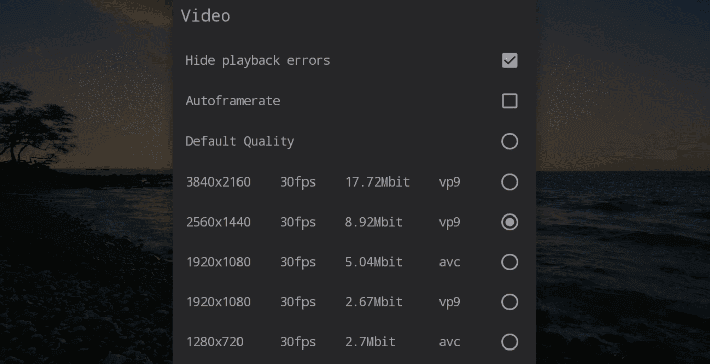 Video
Hide playback errors
Autoframerate
Default Quality
3840x2160 30fps 17.72Mbit vp9
2560x1440 30fps 8.92Mbit vp9
1920x1080 30fps 5.04Mbit avc
1920x1080 30fps 2.67Mbit vp9
1280x720 30fps 2.7Mbit avc